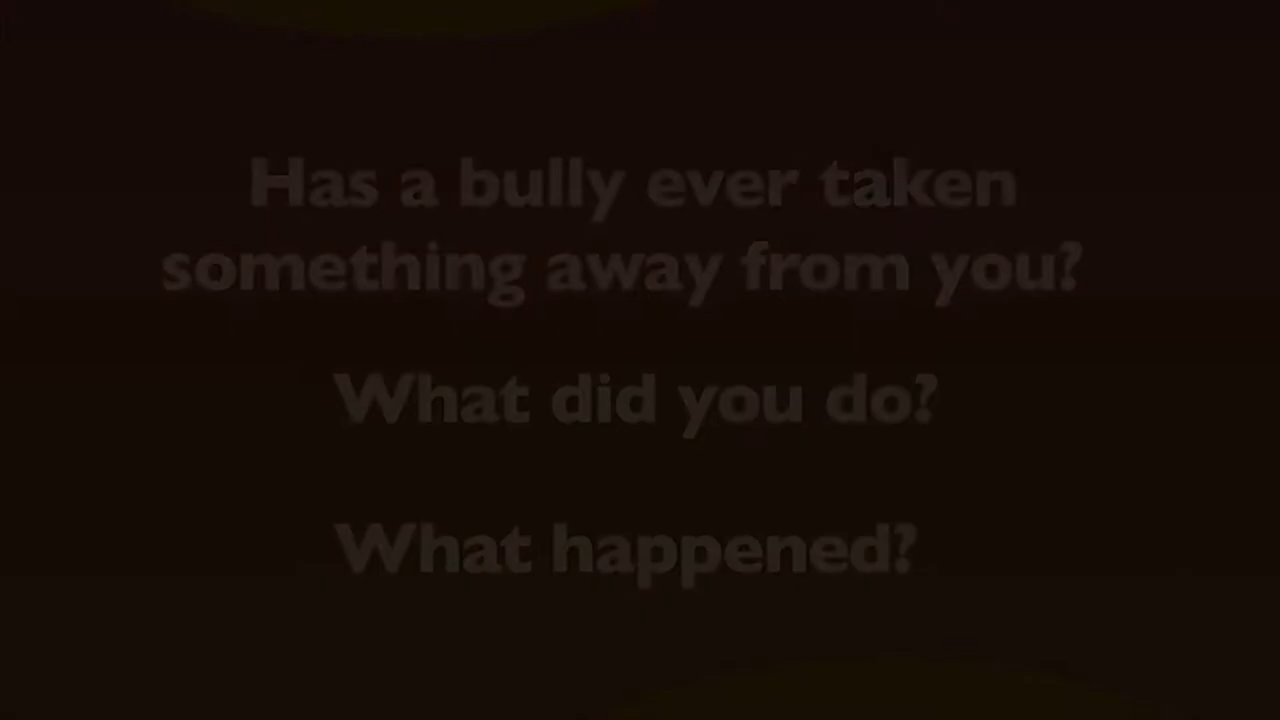 Has a bully ever taken
something away from you?
What did you do?
What happened?